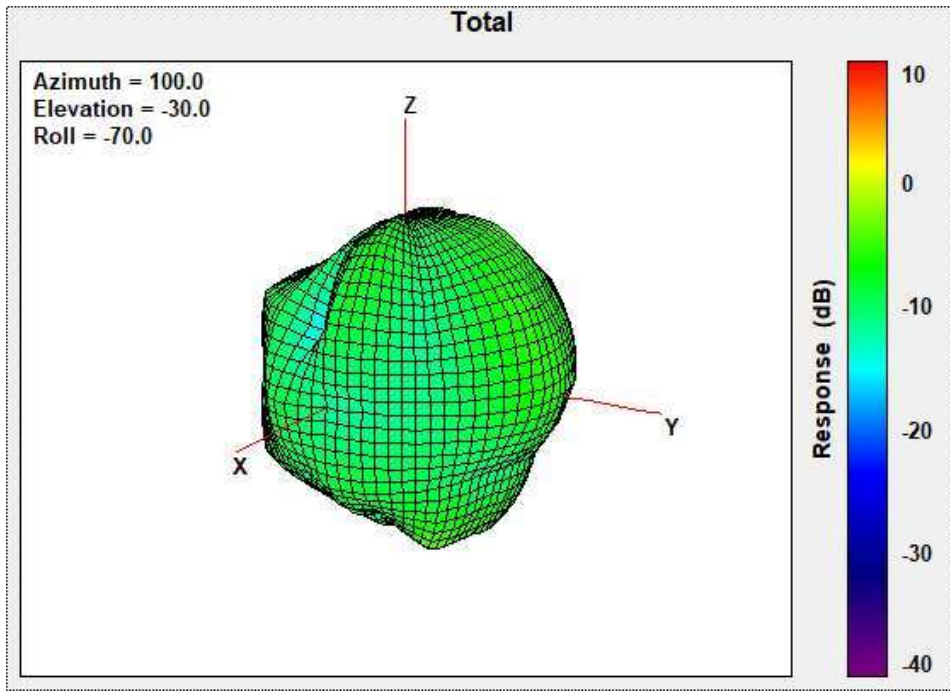 Total
Azimuth = 100.0
Elevation = -30.0
Roll = -70.0
Z
X
Y
10
0
-10
-20
-30
-40
Response (dB)